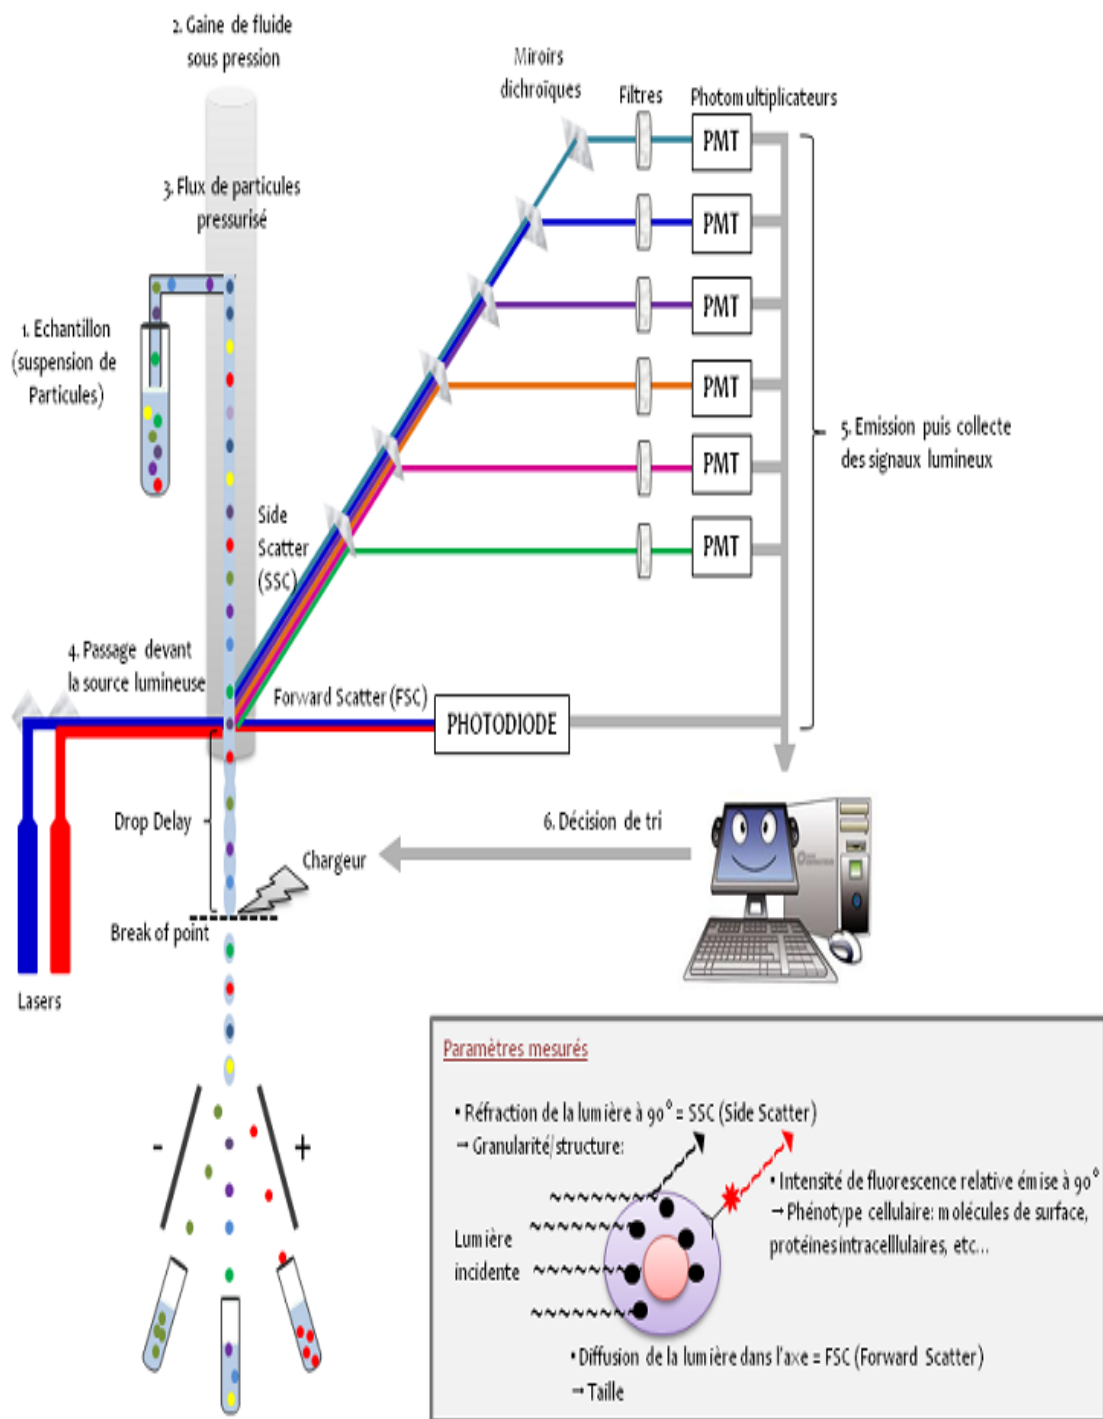 2. Gaine de fluide
sous pression
Miroirs
dichroïques
Filtres
Photomultiplicateurs
PMT
3. Flux de particules
pressurisé
PMT
PMT
1. Echantillon
(suspension de
Particules)
PMT
5. Emission puis collecte
des signaux lumineux
PMT
Side
Scatter
(SSC)
PMT
4. Passage devant
la source lumineuse
Forward Scatter (FSC)
PHOTODIODE
Drop Delay
6. Décision de tri
Chargeur
Break of point
Lasers
Paramètres mesurés
• Réfraction de la lumière à 90° = SSC (Side Scatter)
→ Granularité/structure:
- +
• Intensité de fluorescence relative émise à 90°
→ Phénotype cellulaire: molécules de surface,
protéines intracelllulaires, etc...
Lumière
incidente
• Diffusion de la lumière dans l'axe = FSC (Forward Scatter)
→ Taille